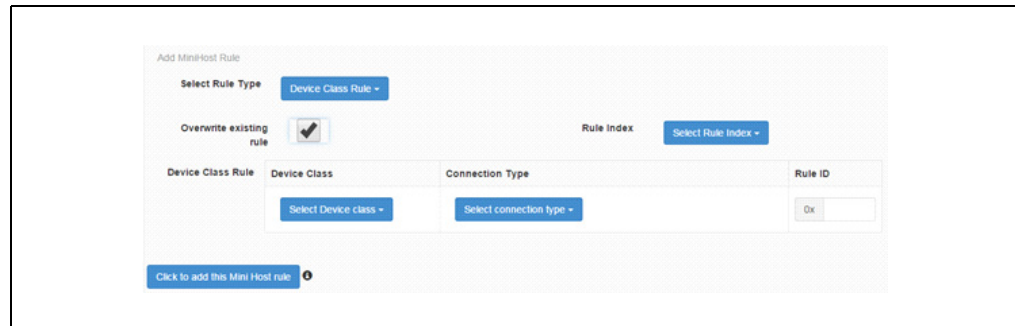 Add MiniHost Rule
Select Rule Type Device Class Rule
Overwrite existing rule Rule Index Select Rule Index
Device Class Rule Device Class Connection Type Rule ID
Select Device class Select connection type 0x
Click to add this Mini Host rule